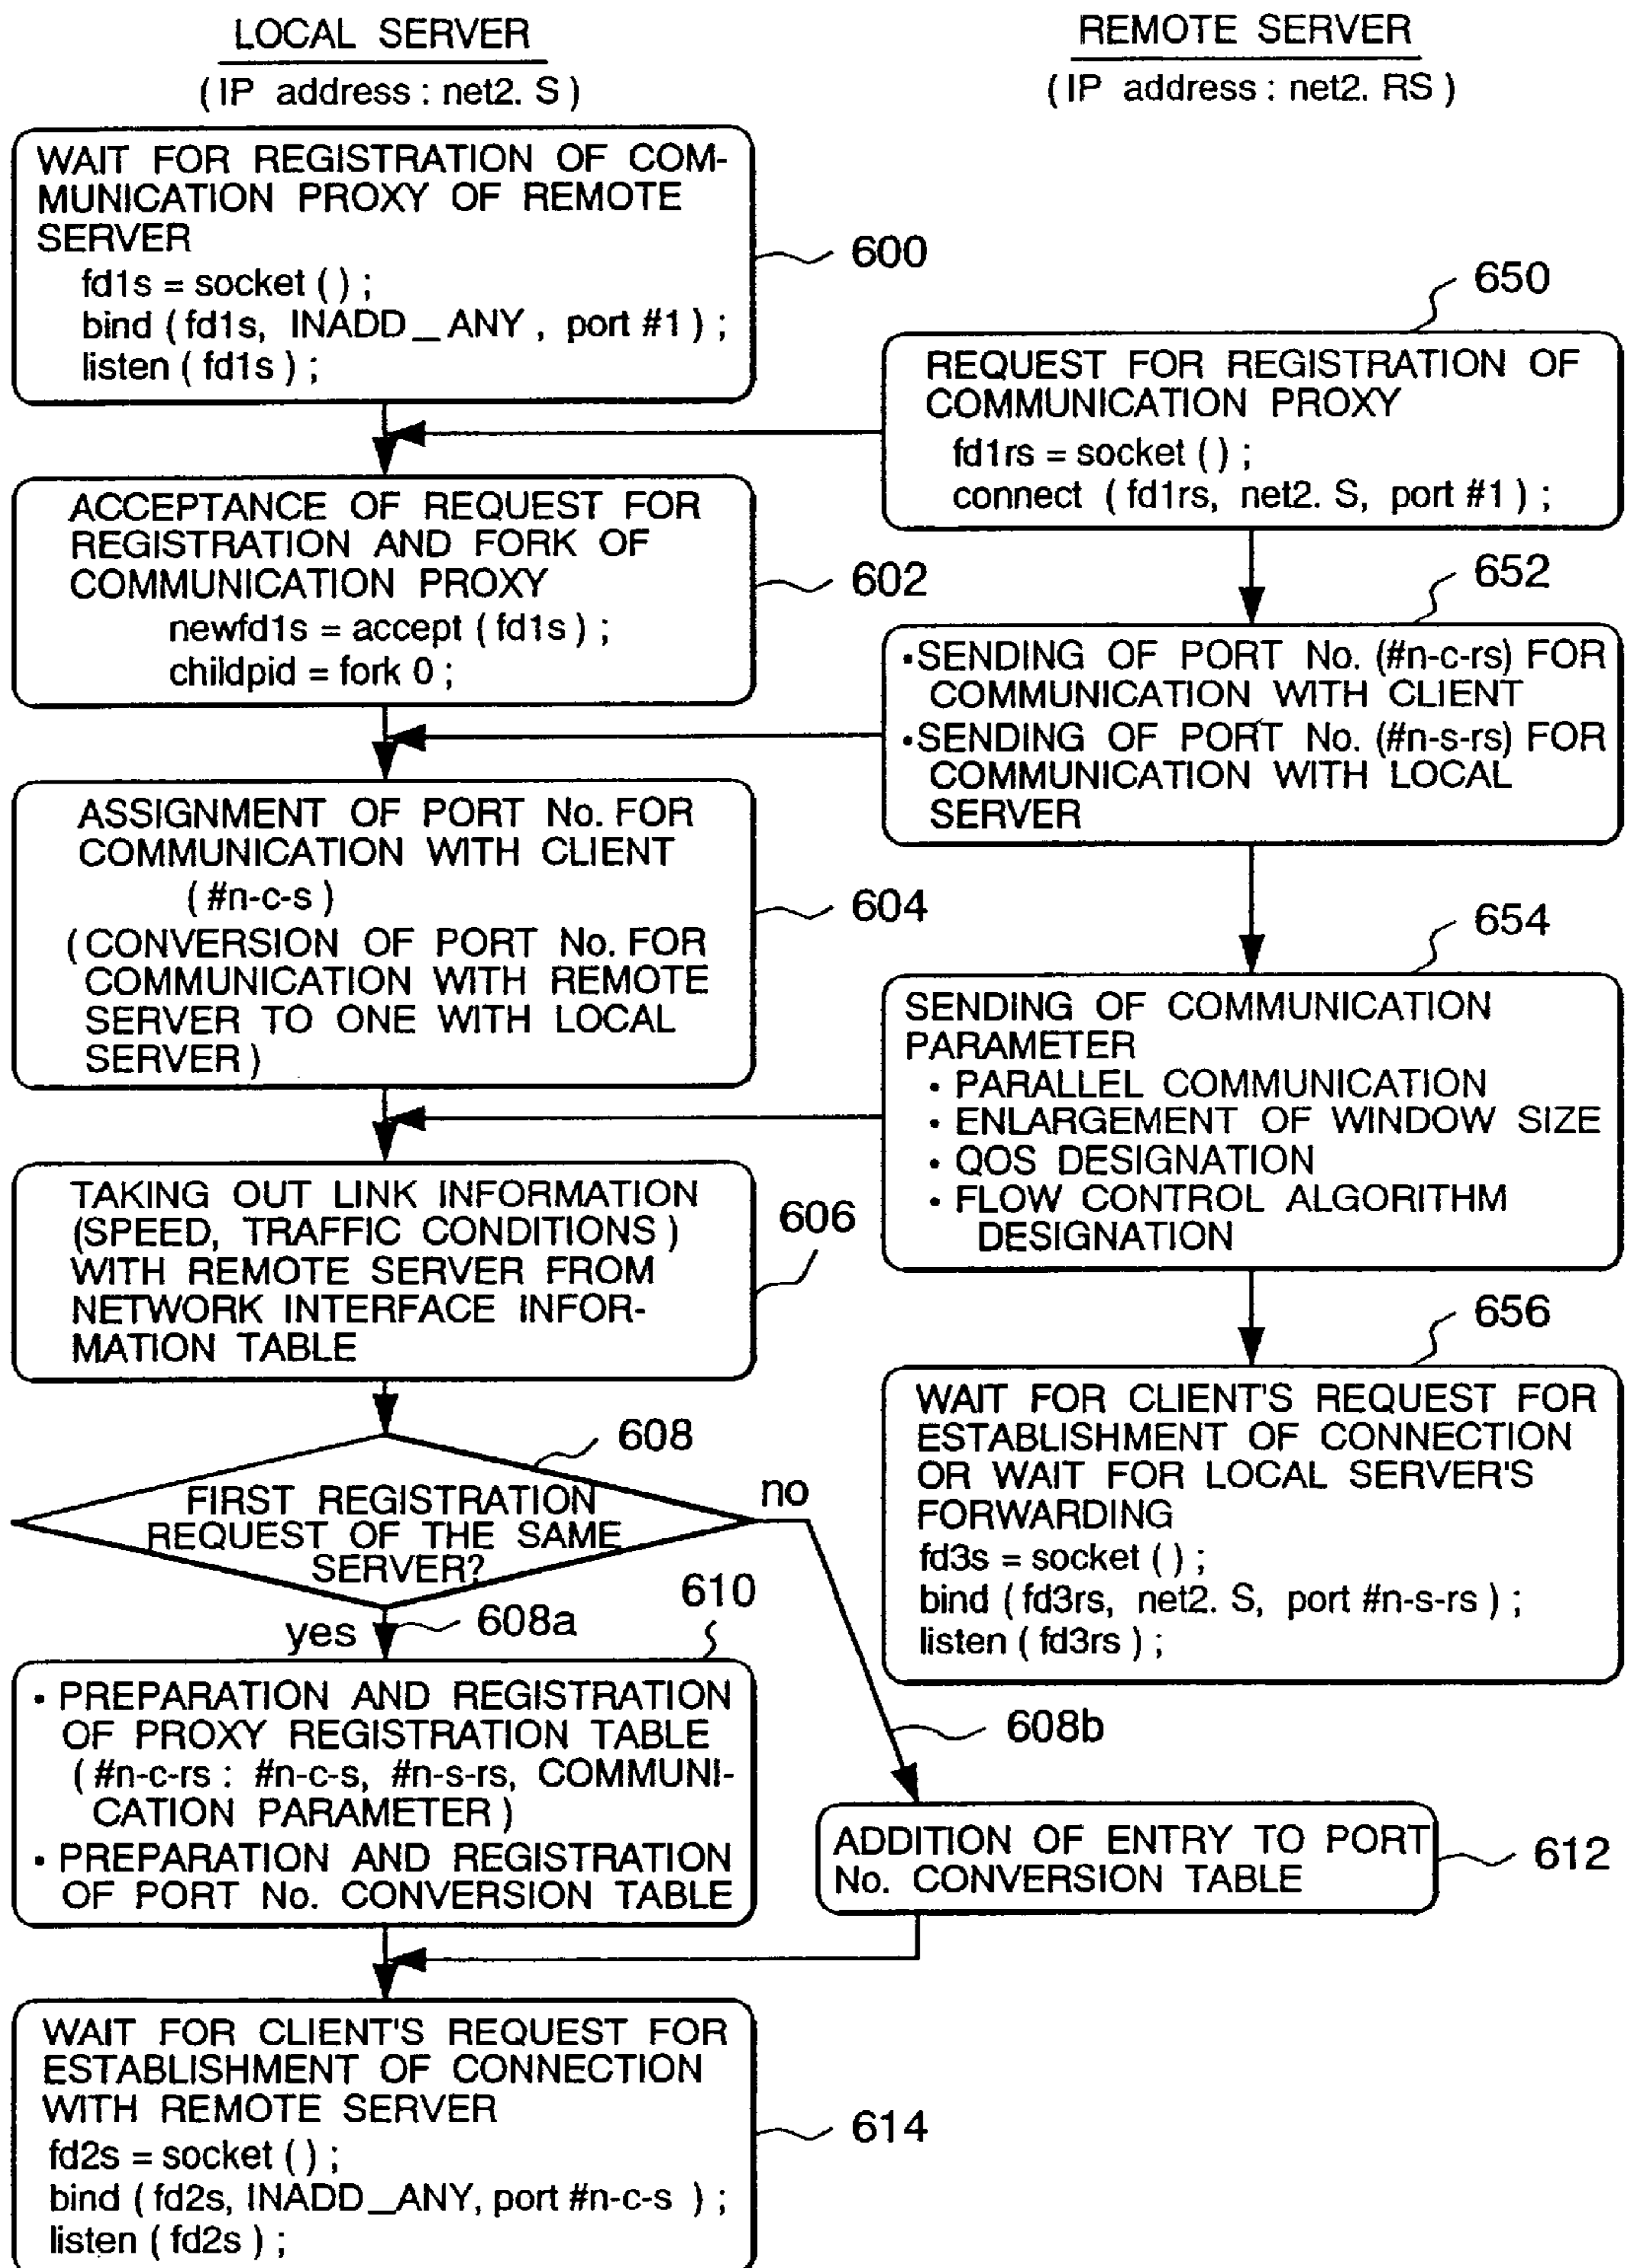 LOCAL SERVER
(IP address : net2. S)
REMOTE SERVER
(IP address : net2. RS)
WAIT FOR REGISTRATION OF COM-
MUNICATION PROXY OF REMOTE
SERVER
fd1s = socket ( ) ;
bind ( fd1s, INADD_ANY , port #1 ) ;
listen ( fd1s ) ;
600
650
REQUEST FOR REGISTRATION OF
COMMUNICATION PROXY
fd1rs = socket ( ) ;
connect ( fd1rs, net2. S, port #1 ) ;
ACCEPTANCE OF REQUEST FOR
REGISTRATION AND FORK OF
COMMUNICATION PROXY
newfd1s = accept ( fd1s ) ;
childpid = fork 0 ;
602
652
•SENDING OF PORT No. (#n-c-rs) FOR
COMMUNICATION WITH CLIENT
•SENDING OF PORT No. (#n-s-rs) FOR
COMMUNICATION WITH LOCAL
SERVER
ASSIGNMENT OF PORT No. FOR
COMMUNICATION WITH CLIENT
( #n-c-s )
(CONVERSION OF PORT No. FOR
COMMUNICATION WITH REMOTE
SERVER TO ONE WITH LOCAL
SERVER)
604
654
SENDING OF COMMUNICATION
PARAMETER
• PARALLEL COMMUNICATION
• ENLARGEMENT OF WINDOW SIZE
• QOS DESIGNATION
• FLOW CONTROL ALGORITHM
DESIGNATION
TAKING OUT LINK INFORMATION
(SPEED, TRAFFIC CONDITIONS )
WITH REMOTE SERVER FROM
NETWORK INTERFACE INFOR-
MATION TABLE
606
656
WAIT FOR CLIENT'S REQUEST FOR
ESTABLISHMENT OF CONNECTION
OR WAIT FOR LOCAL SERVER'S
FORWARDING
fd3s = socket ( ) ;
bind ( fd3rs, net2. S, port #n-s-rs ) ;
listen ( fd3rs ) ;
608
FIRST REGISTRATION
REQUEST OF THE SAME
SERVER?
no
yes
608a
610
608b
• PREPARATION AND REGISTRATION
OF PROXY REGISTRATION TABLE
( #n-c-rs : #n-c-s, #n-s-rs, COMMUNI-
CATION PARAMETER )
• PREPARATION AND REGISTRATION
OF PORT No. CONVERSION TABLE
ADDITION OF ENTRY TO PORT
No. CONVERSION TABLE
612
WAIT FOR CLIENT'S REQUEST FOR
ESTABLISHMENT OF CONNECTION
WITH REMOTE SERVER
fd2s = socket ( ) ;
bind ( fd2s, INADD_ANY, port #n-c-s ) ;
listen ( fd2s ) ;
614